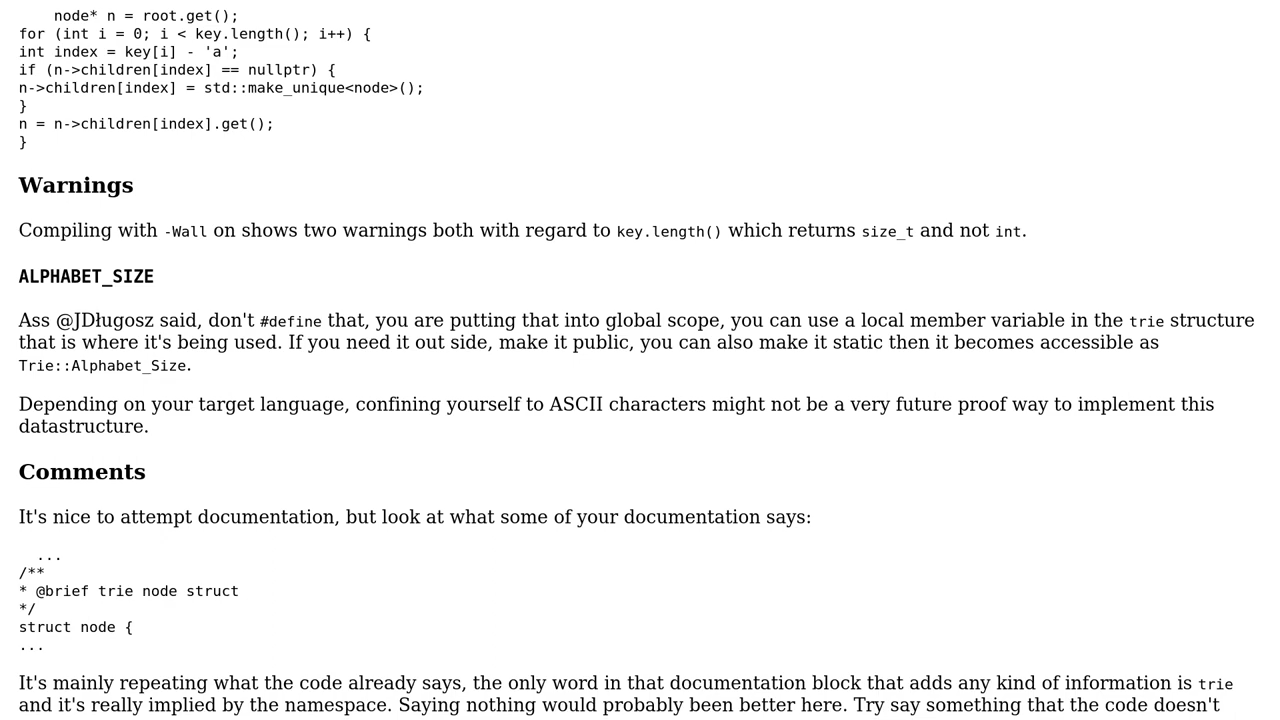 node* n = root.get();
for (int i = 0; i < key.length(); i++) {
int index = key[i] - 'a';
if (n->children[index] == nullptr) {
n->children[index] = std::make_unique<node>();
}
n = n->children[index].get();
}
Warnings
Compiling with -Wall on shows two warnings both with regard to key.length() which returns size_t and not int.
ALPHABET_SIZE
Ass @JDługosz said, don't #define that, you are putting that into global scope, you can use a local member variable in the trie structure
that is where it's being used. If you need it out side, make it public, you can also make it static then it becomes accessible as
Trie::Alphabet_Size.
Depending on your target language, confining yourself to ASCII characters might not be a very future proof way to implement this
datastructure.
Comments
It's nice to attempt documentation, but look at what some of your documentation says:
...
/**
* @brief trie node struct
*/
struct node {
...
It's mainly repeating what the code already says, the only word in that documentation block that adds any kind of information is trie
and it's really implied by the namespace. Saying nothing would probably been better here. Try say something that the code doesn't